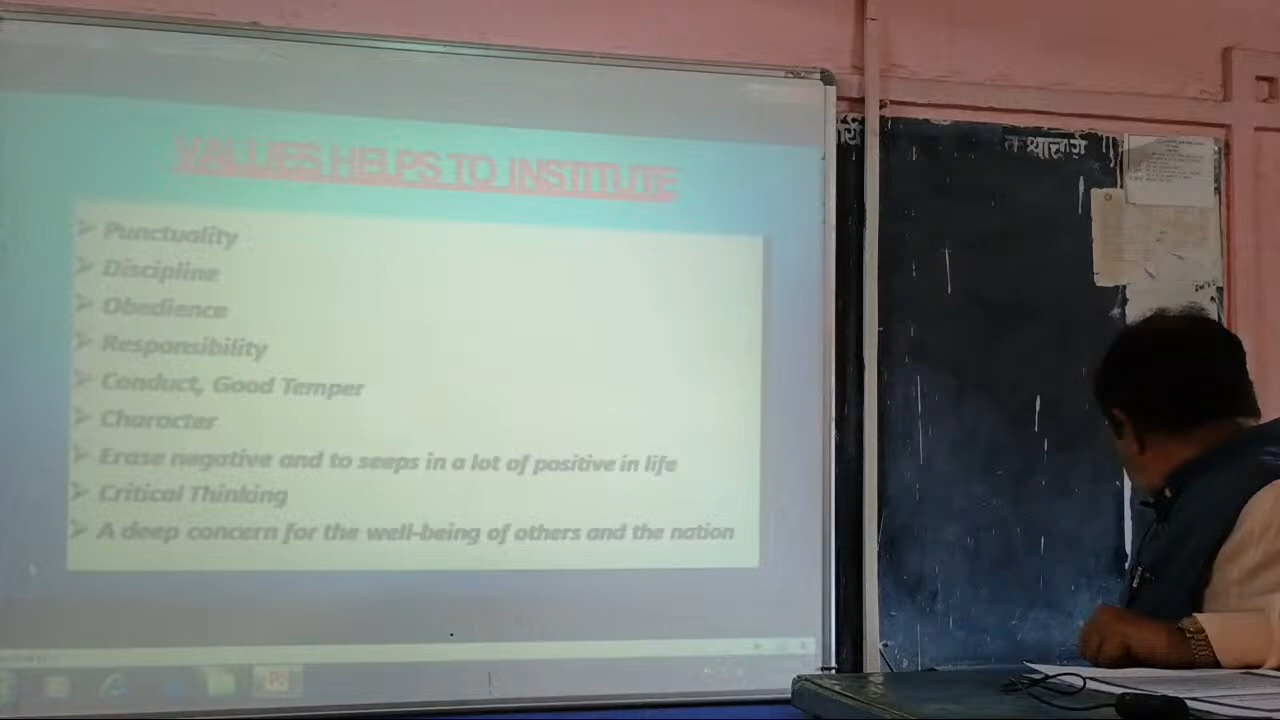 VALUES HELPS TO INSTITUTE
Punctuality
Discipline
Obedience
Responsibility
Conduct, Good Temper
Character
Erase negative and to seeps in a lot of positive in life
Critical Thinking
A deep concern for the well-being of others and the nation